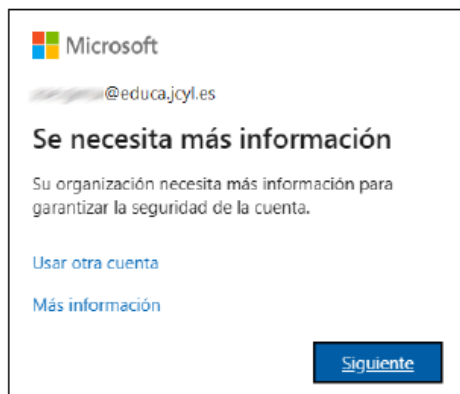 Microsoft
@educa.jcyl.es
Se necesita más información
Su organización necesita más información para
garantizar la seguridad de la cuenta.
Usar otra cuenta
Más información
Siguiente